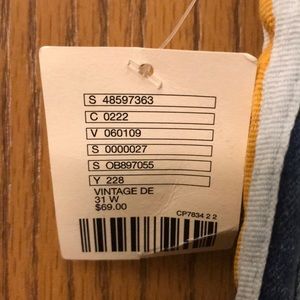 S 48597363
C 0222
V 060109
S 0000027
S OB897055
Y 228
VINTAGE DE
31 W
$69.00
CP7834 2 2